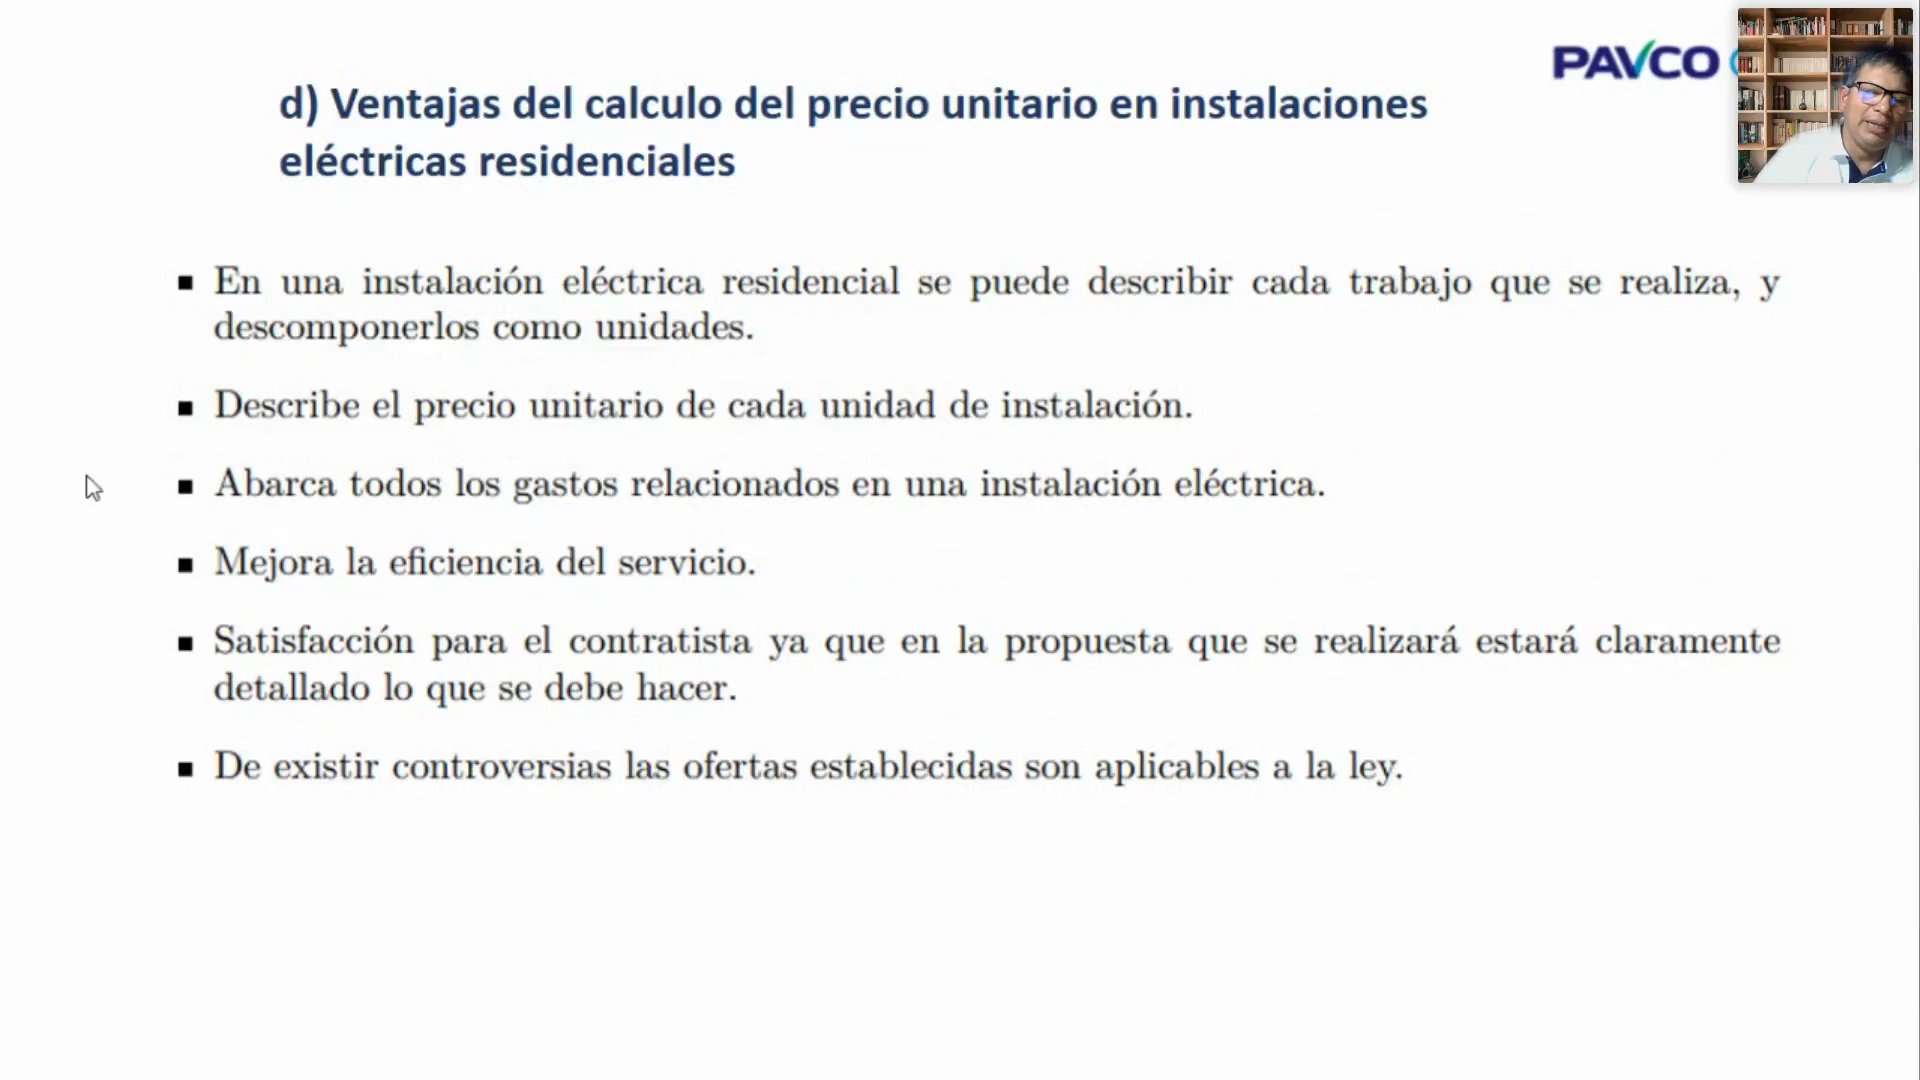 PAVCO
d) Ventajas del calculo del precio unitario en instalaciones
eléctricas residenciales
▪ En una instalación eléctrica residencial se puede describir cada trabajo que se realiza, y
descomponerlos como unidades.
▪ Describe el precio unitario de cada unidad de instalación.
▪ Abarca todos los gastos relacionados en una instalación eléctrica.
▪ Mejora la eficiencia del servicio.
▪ Satisfacción para el contratista ya que en la propuesta que se realizará estará claramente
detallado lo que se debe hacer.
▪ De existir controversias las ofertas establecidas son aplicables a la ley.